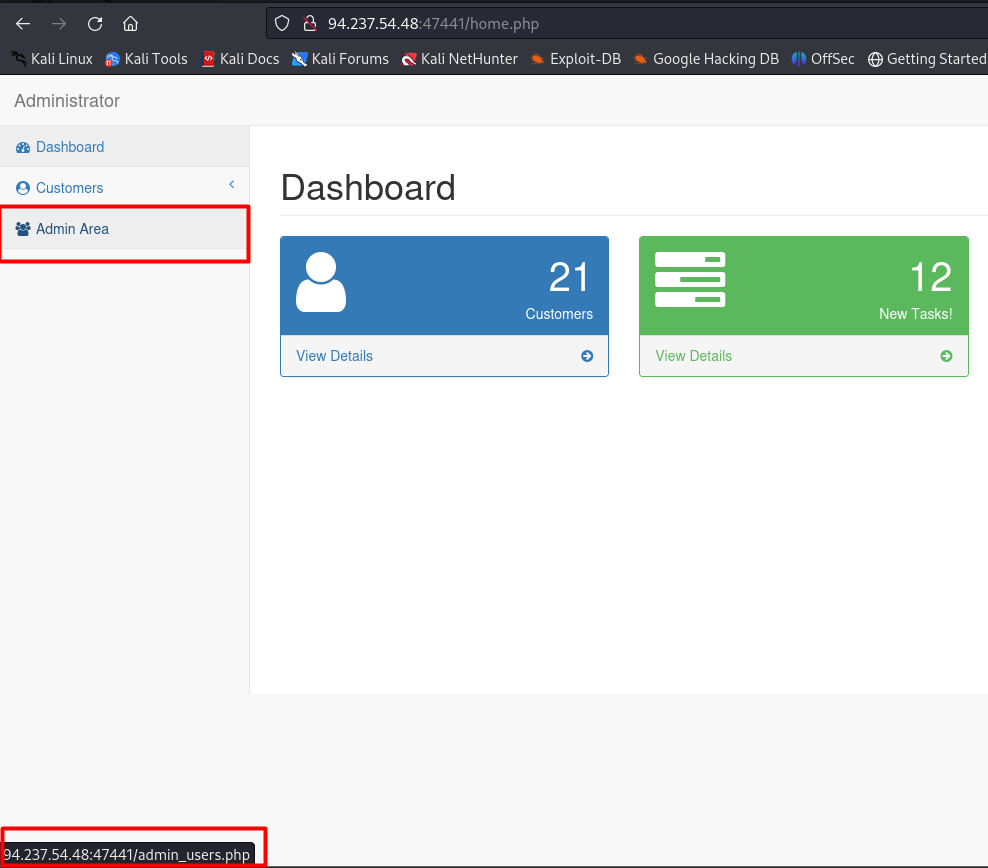 94.237.54.48:47441/home.php
Kali Linux Kali Tools Kali Docs Kali Forums Kali NetHunter Exploit-DB Google Hacking DB OffSec Getting Started
Administrator
Dashboard
Customers
Admin Area
Dashboard
21
Customers
View Details
12
New Tasks!
View Details
94.237.54.48:47441/admin_users.php